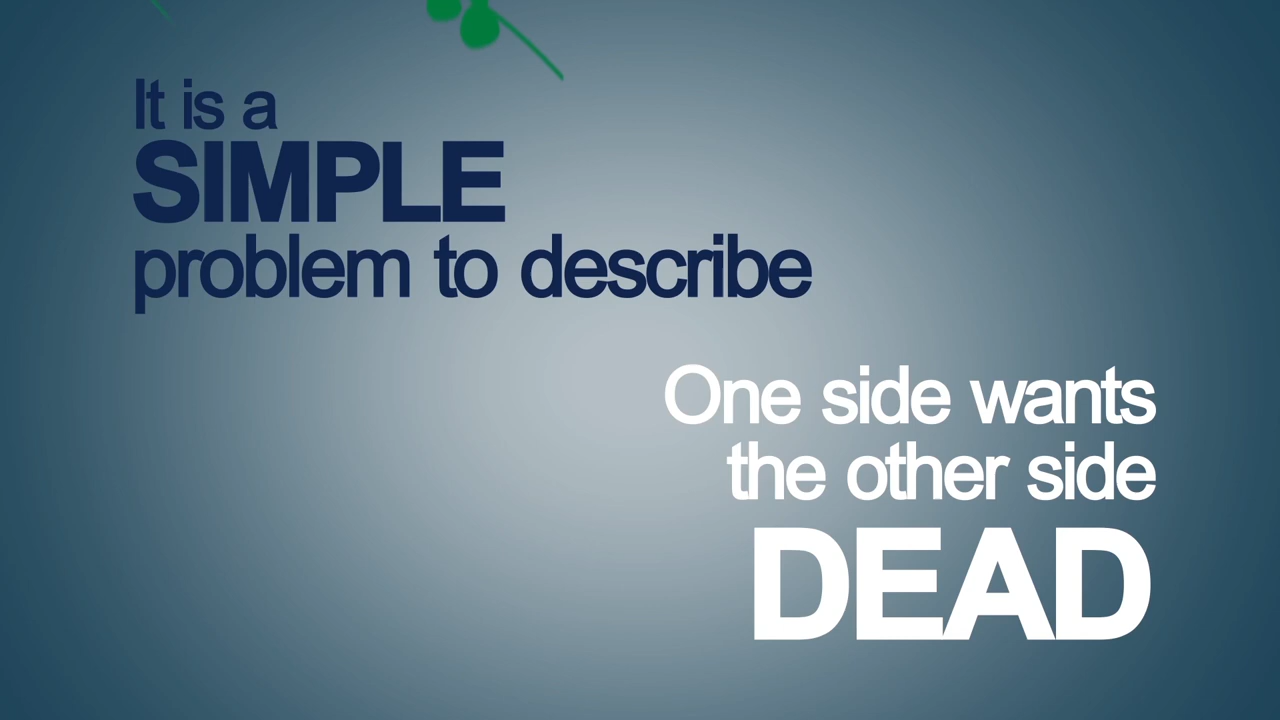 It is a
SIMPLE
problem to describe
One side wants
the other side
DEAD